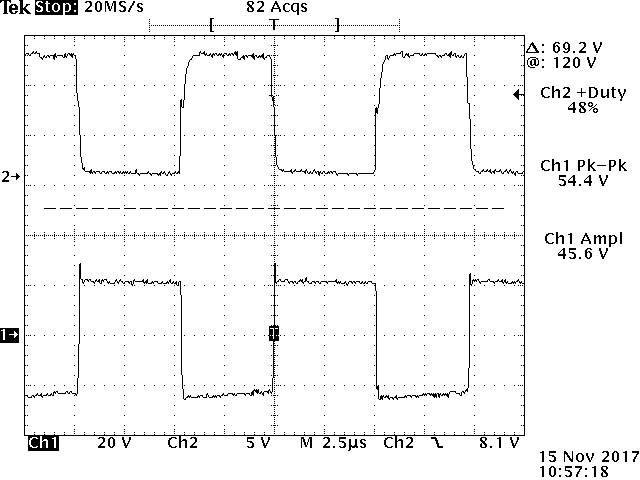 Tek Stop: 20MS/s 82 Acqs
[ T ]
Δ: 69.2 V
@: 120 V
Ch2 +Duty
48%
2→
Ch1 Pk−Pk
54.4 V
Ch1 Ampl
45.6 V
1→
T
Ch1 20 V Ch2 5 V M 2.5µs Ch2 8.1 V
15 Nov 2017
10:57:18